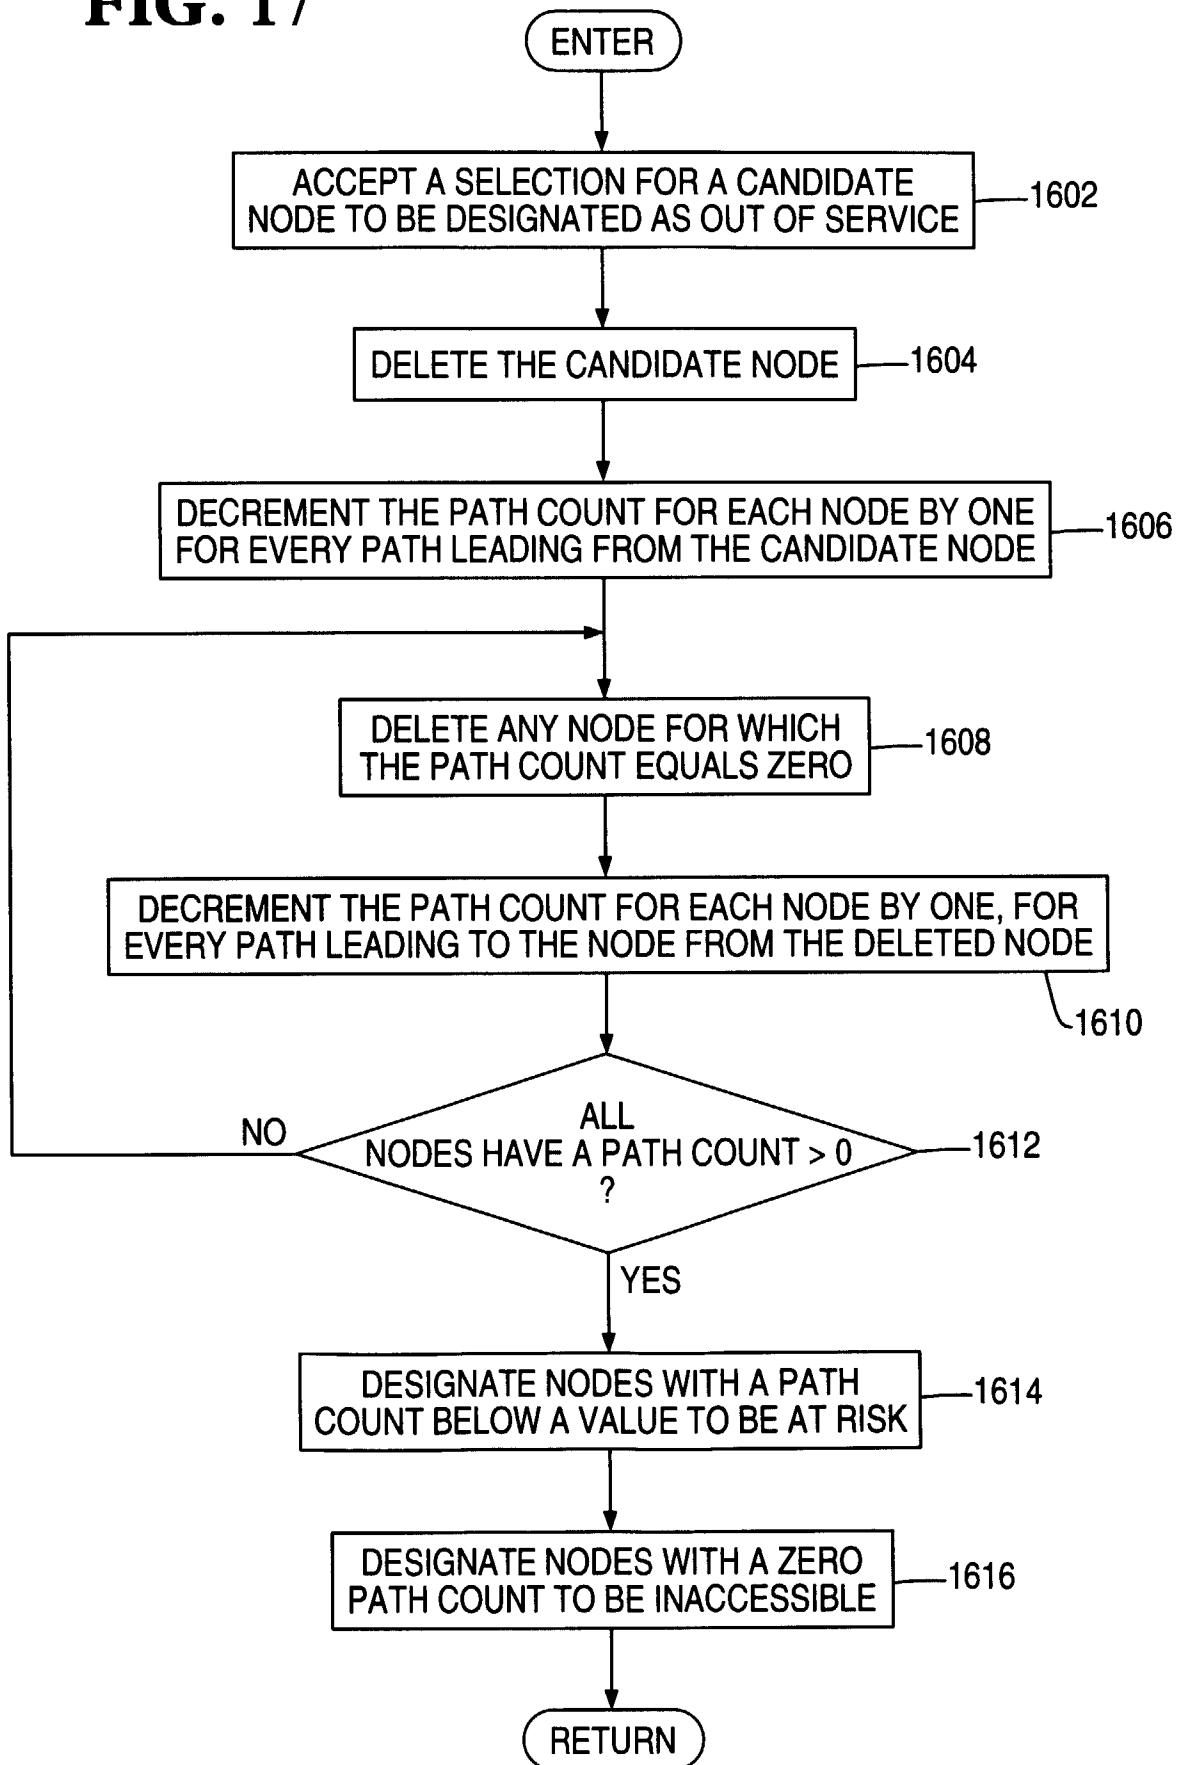 FIG. 17
ENTER
ACCEPT A SELECTION FOR A CANDIDATE
NODE TO BE DESIGNATED AS OUT OF SERVICE
1602
DELETE THE CANDIDATE NODE
1604
DECREMENT THE PATH COUNT FOR EACH NODE BY ONE
FOR EVERY PATH LEADING FROM THE CANDIDATE NODE
1606
DELETE ANY NODE FOR WHICH
THE PATH COUNT EQUALS ZERO
1608
DECREMENT THE PATH COUNT FOR EACH NODE BY ONE, FOR
EVERY PATH LEADING TO THE NODE FROM THE DELETED NODE
1610
ALL
NODES HAVE A PATH COUNT > 0
?
1612
NO
YES
DESIGNATE NODES WITH A PATH
COUNT BELOW A VALUE TO BE AT RISK
1614
DESIGNATE NODES WITH A ZERO
PATH COUNT TO BE INACCESSIBLE
1616
RETURN